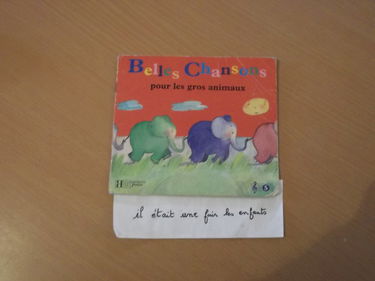 Belles Chansons
pour les gros animaux
il était une fois les enfants